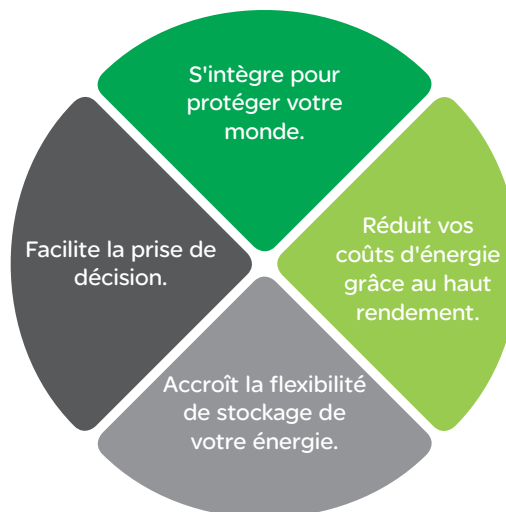 S'intègre pour
protéger votre
monde.
Réduit vos
coûts d'énergie
grâce au haut
rendement.
Facilite la prise de
décision.
Accroît la flexibilité
de stockage de
votre énergie.